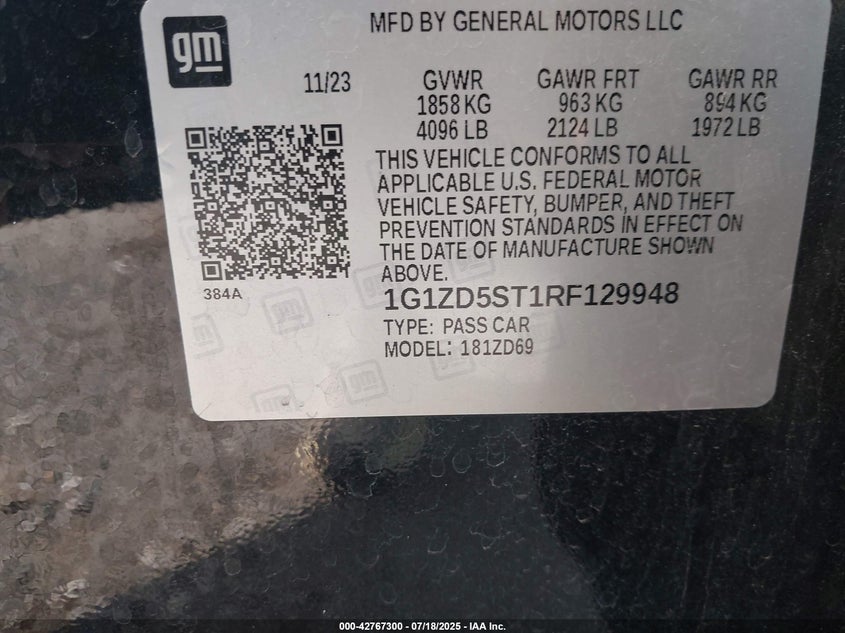 gm
MFD BY GENERAL MOTORS LLC
11/23 GVWR GAWR FRT GAWR RR
1858 KG 963 KG 894 KG
4096 LB 2124 LB 1972 LB
THIS VEHICLE CONFORMS TO ALL
APPLICABLE U.S. FEDERAL MOTOR
VEHICLE SAFETY, BUMPER, AND THEFT
PREVENTION STANDARDS IN EFFECT ON
THE DATE OF MANUFACTURE SHOWN
ABOVE.
384A
1G1ZD5ST1RF129948
TYPE: PASS CAR
MODEL: 181ZD69
000-42767300 - 07/18/2025 - IAA Inc.